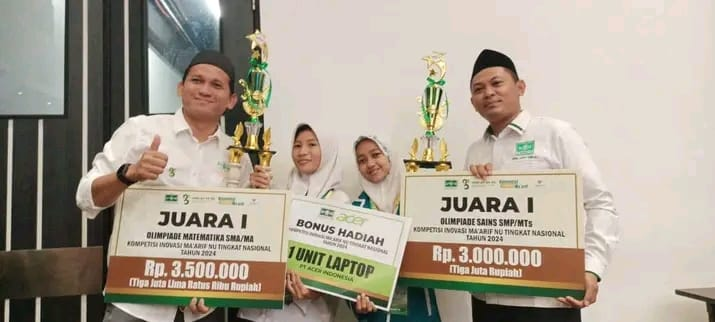 JUARA I
OLIMPIADE MATEMATIKA SMA/MA
KOMPETISI INOVASI MA'ARIF NU TINGKAT NASIONAL
TAHUN 2024
Rp. 3.500.000
(Tiga Juta Lima Ratus Ribu Rupiah)
acer
BONUS HADIAH
KOMPETISI INOVASI MA'ARIF NU TINGKAT NASIONAL
TAHUN 2024
1 UNIT LAPTOP
PT ACER INDONESIA
JUARA I
OLIMPIADE SAINS SMP/MTs
KOMPETISI INOVASI MA'ARIF NU TINGKAT NASIONAL
TAHUN 2024
Rp. 3.000.000
(Tiga Juta Rupiah)